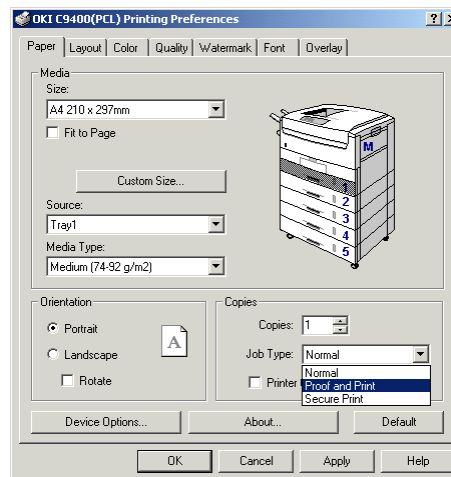 OKI C9400(PCL) Printing Preferences
Paper Layout Color Quality Watermark Font Overlay
Media
Size:
A4 210 x 297mm
Fit to Page
Custom Size...
Source:
Tray1
Media Type:
Medium (74-92 g/m2)
M
1
2
3
4
5
Orientation
Portrait
Landscape
Rotate
A
Copies
Copies: 1
Job Type: Normal
Normal
Proof and Print
Secure Print
Printer
Device Options... About... Default
OK Cancel Apply Help